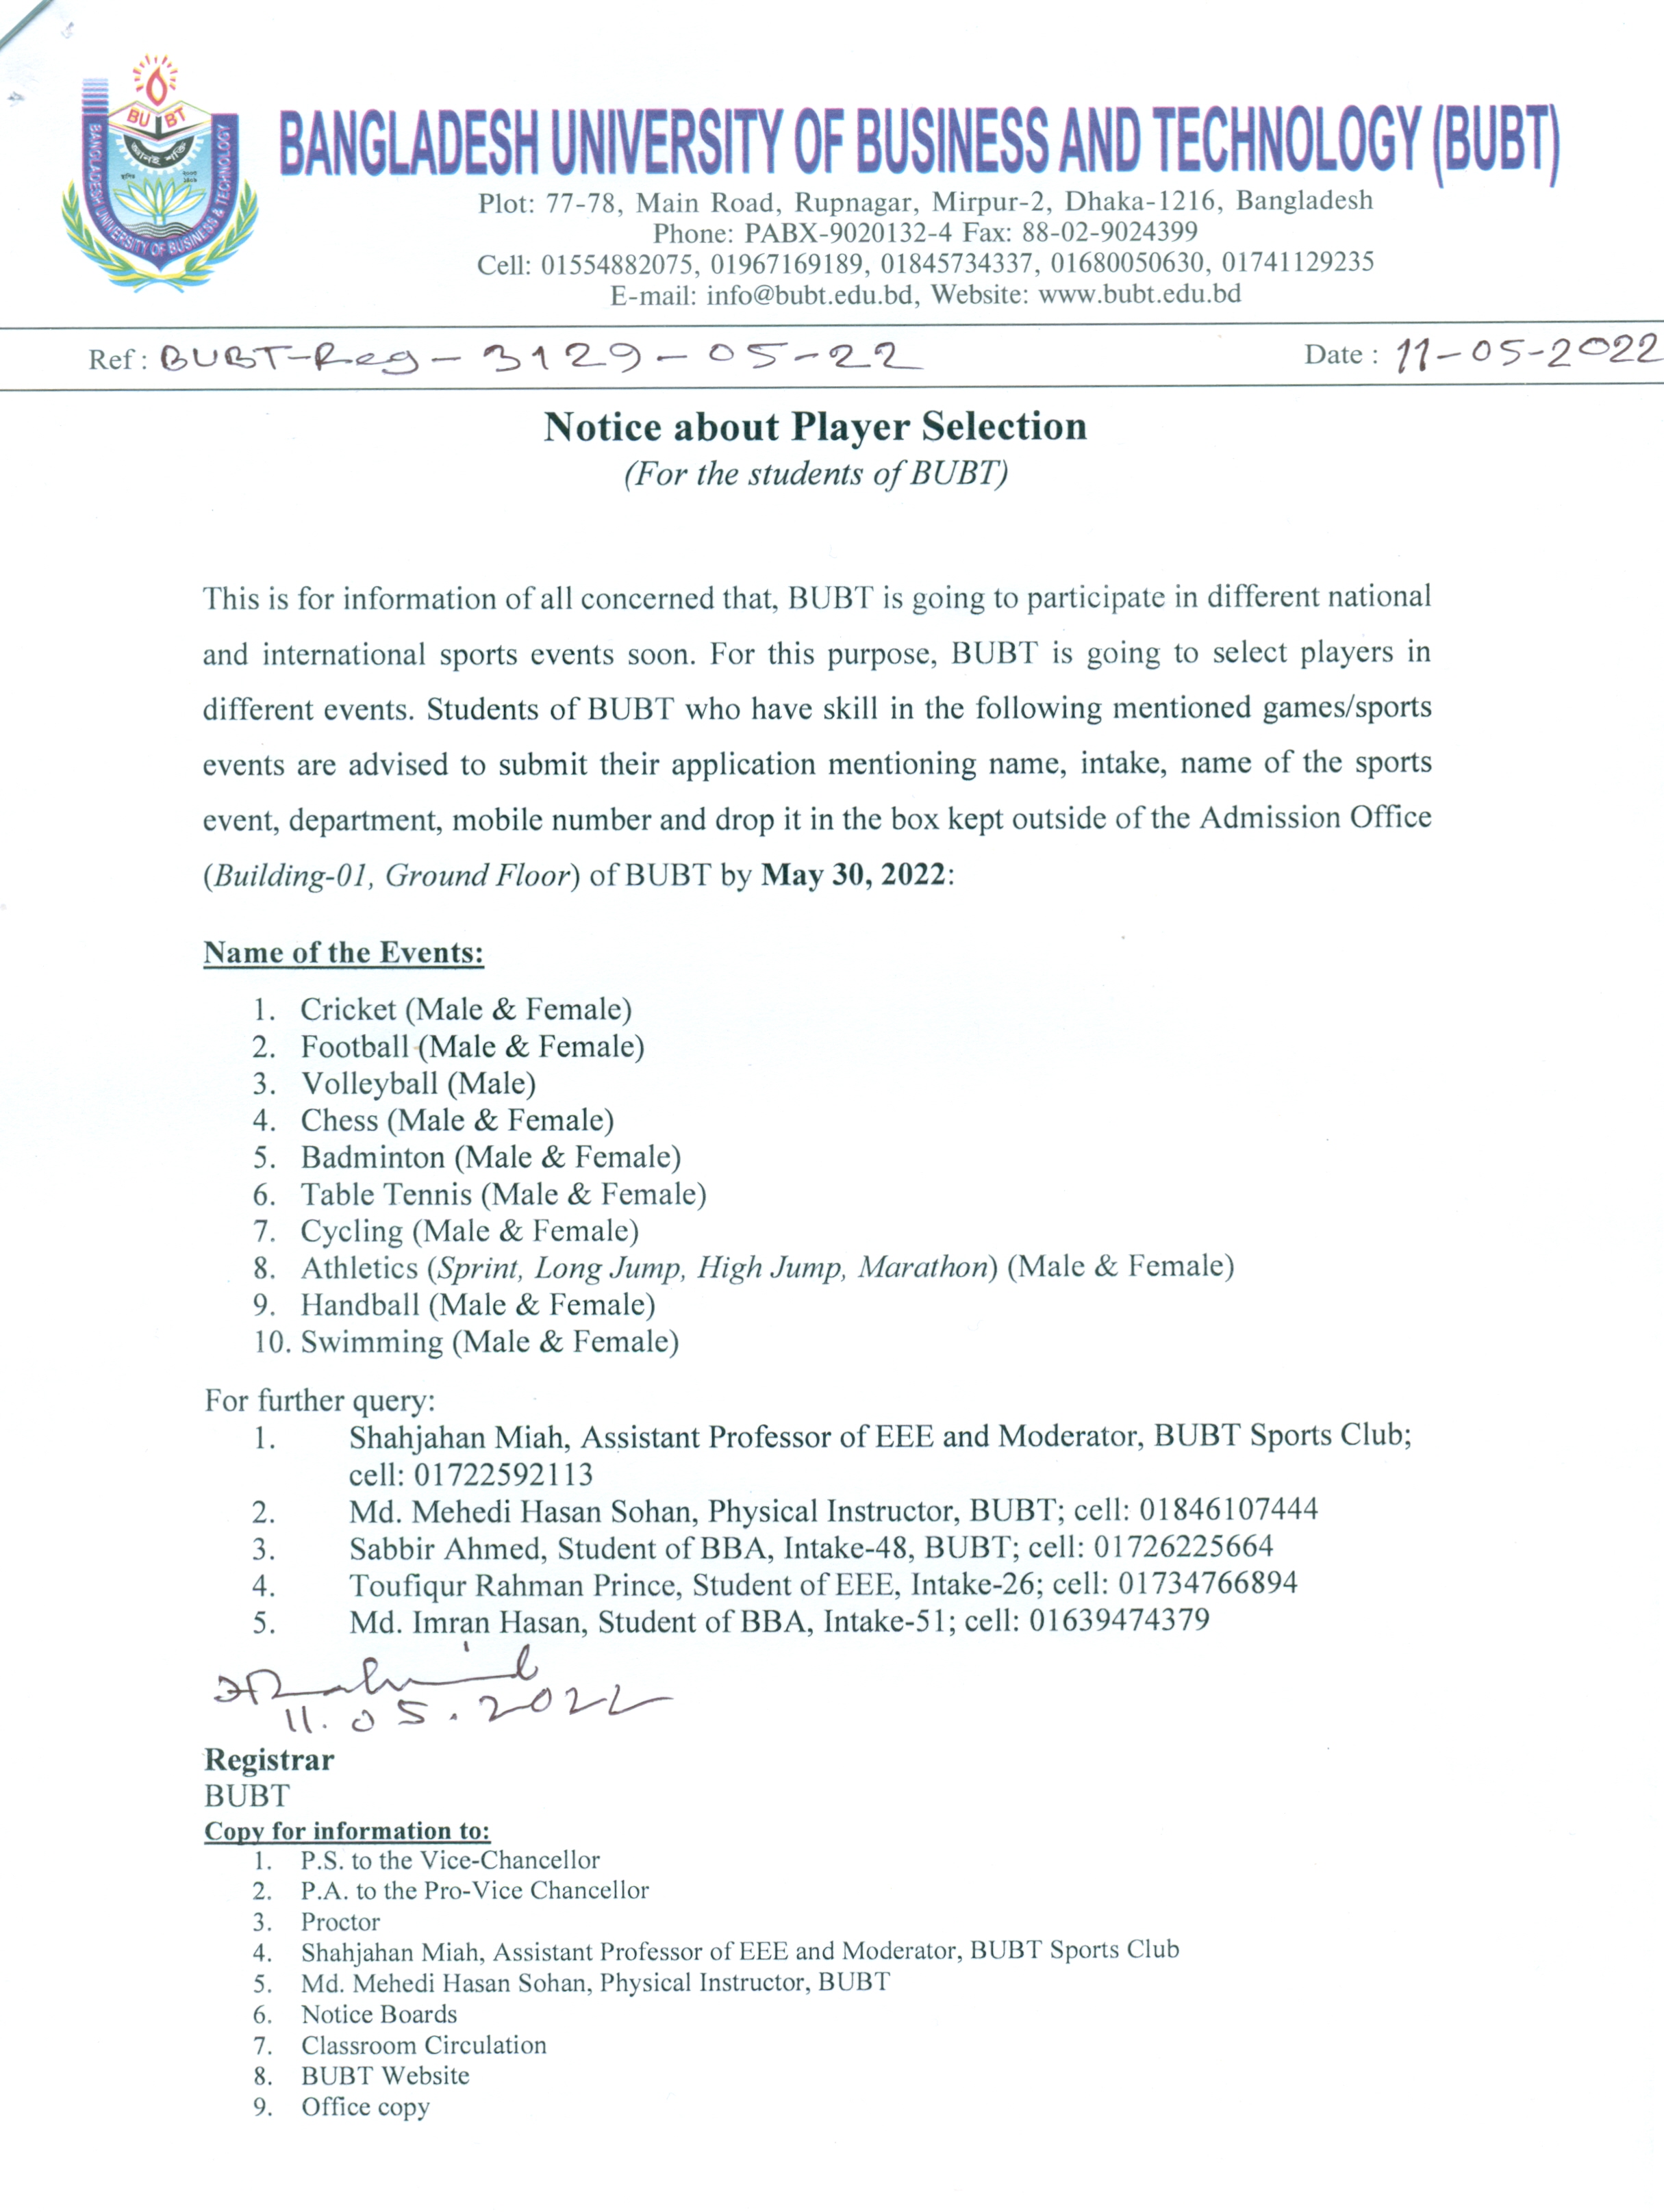 BU BT
জ্ঞানই শক্তি
BANGLADESH UNIVERSITY OF BUSINESS & TECHNOLOGY
BANGLADESH UNIVERSITY OF BUSINESS AND TECHNOLOGY (BUBT)
Plot: 77-78, Main Road, Rupnagar, Mirpur-2, Dhaka-1216, Bangladesh
Phone: PABX-9020132-4 Fax: 88-02-9024399
Cell: 01554882075, 01967169189, 01845734337, 01680050630, 01741129235
E-mail: info@bubt.edu.bd, Website: www.bubt.edu.bd
Ref : BUBT-Reg - 3129 - 05-22 Date : 11-05-2022
Notice about Player Selection
(For the students of BUBT)
This is for information of all concerned that, BUBT is going to participate in different national
and international sports events soon. For this purpose, BUBT is going to select players in
different events. Students of BUBT who have skill in the following mentioned games/sports
events are advised to submit their application mentioning name, intake, name of the sports
event, department, mobile number and drop it in the box kept outside of the Admission Office
(Building-01, Ground Floor) of BUBT by May 30, 2022:
Name of the Events:
1. Cricket (Male & Female)
2. Football (Male & Female)
3. Volleyball (Male)
4. Chess (Male & Female)
5. Badminton (Male & Female)
6. Table Tennis (Male & Female)
7. Cycling (Male & Female)
8. Athletics (Sprint, Long Jump, High Jump, Marathon) (Male & Female)
9. Handball (Male & Female)
10. Swimming (Male & Female)
For further query:
1. Shahjahan Miah, Assistant Professor of EEE and Moderator, BUBT Sports Club;
cell: 01722592113
2. Md. Mehedi Hasan Sohan, Physical Instructor, BUBT; cell: 01846107444
3. Sabbir Ahmed, Student of BBA, Intake-48, BUBT; cell: 01726225664
4. Toufiqur Rahman Prince, Student of EEE, Intake-26; cell: 01734766894
5. Md. Imran Hasan, Student of BBA, Intake-51; cell: 01639474379
11.05.2022
Registrar
BUBT
Copy for information to:
1. P.S. to the Vice-Chancellor
2. P.A. to the Pro-Vice Chancellor
3. Proctor
4. Shahjahan Miah, Assistant Professor of EEE and Moderator, BUBT Sports Club
5. Md. Mehedi Hasan Sohan, Physical Instructor, BUBT
6. Notice Boards
7. Classroom Circulation
8. BUBT Website
9. Office copy